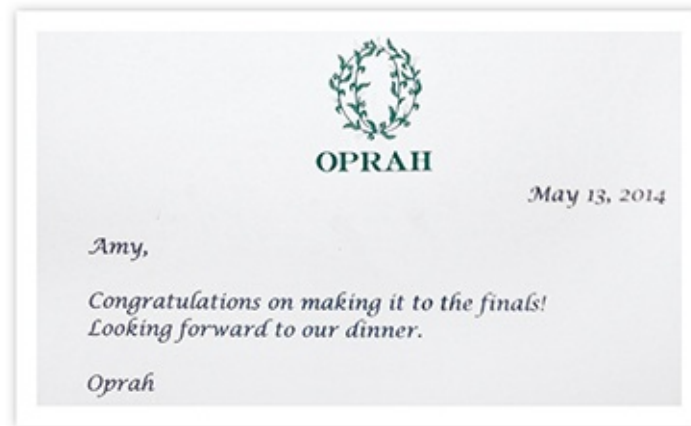 OPRAH
May 13, 2014
Amy,
Congratulations on making it to the finals!
Looking forward to our dinner.
Oprah